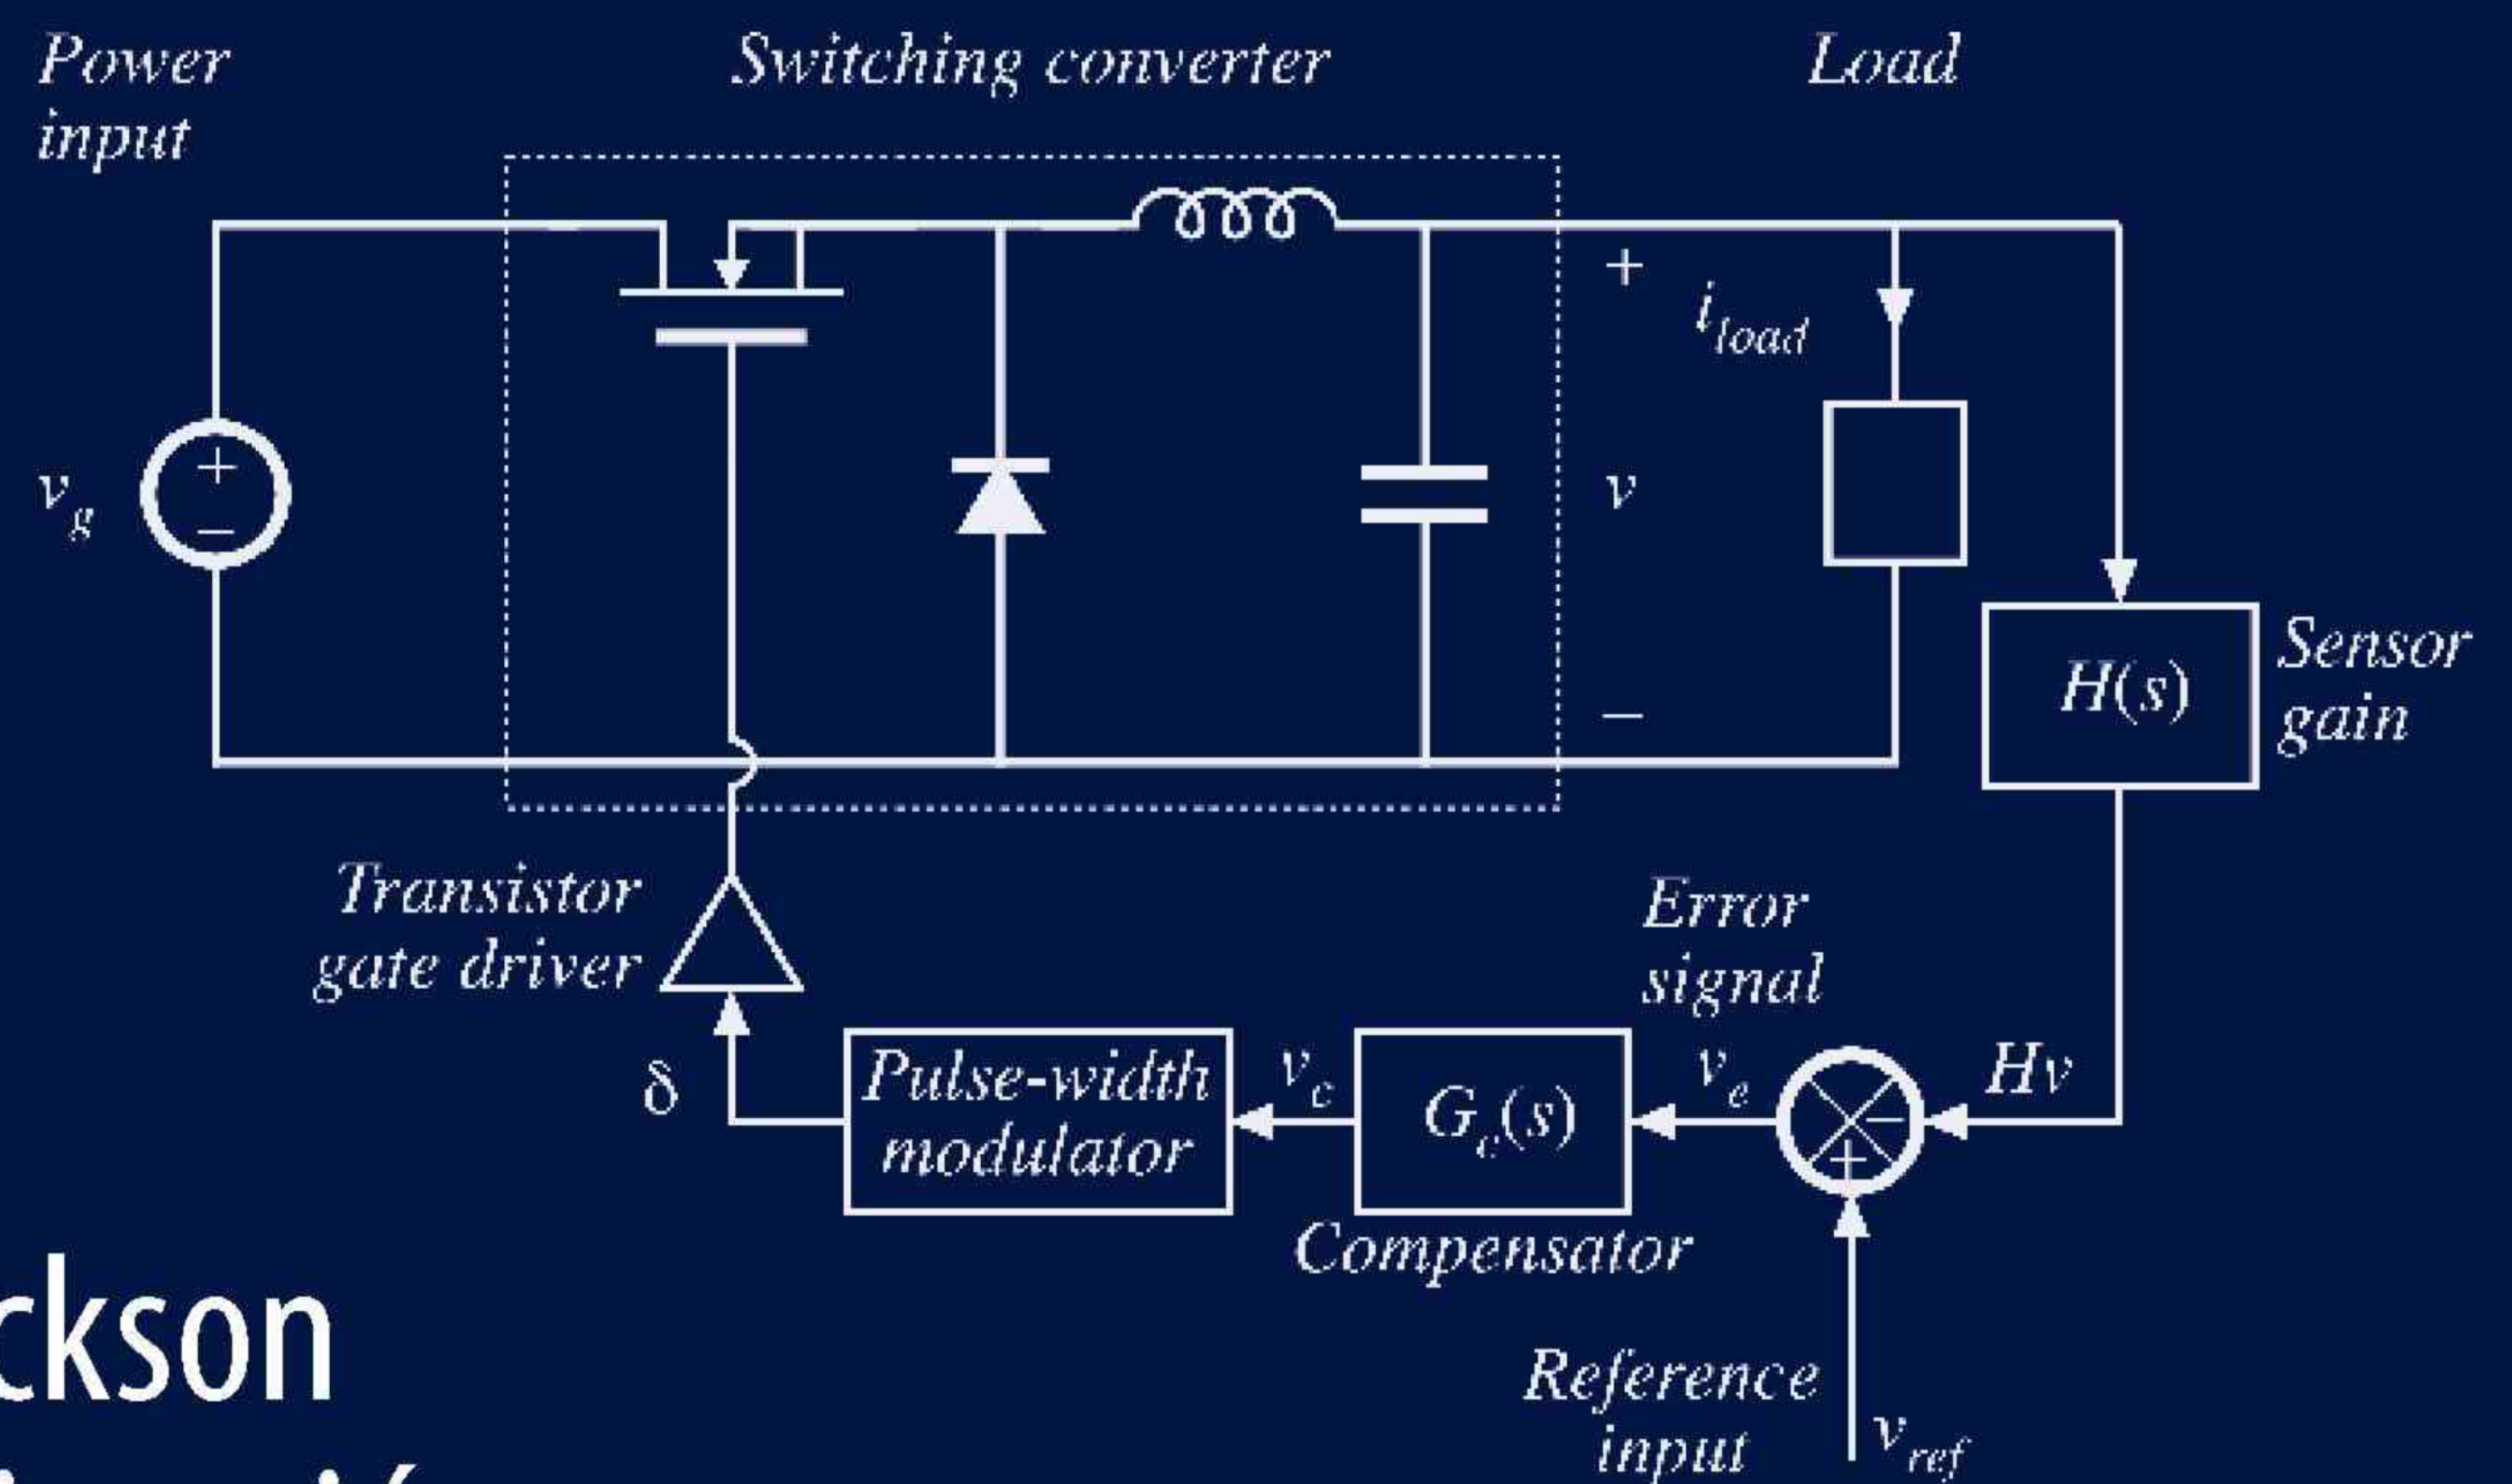 Power
input
Switching converter
Load
+
i_load
v_g
+
−
v
−
H(s)
Sensor
gain
Transistor
gate driver
Error
signal
δ
Pulse-width
modulator
v_c
G_c(s)
v_e
Hv
−
+
Compensator
Reference
input
v_ref
ckson